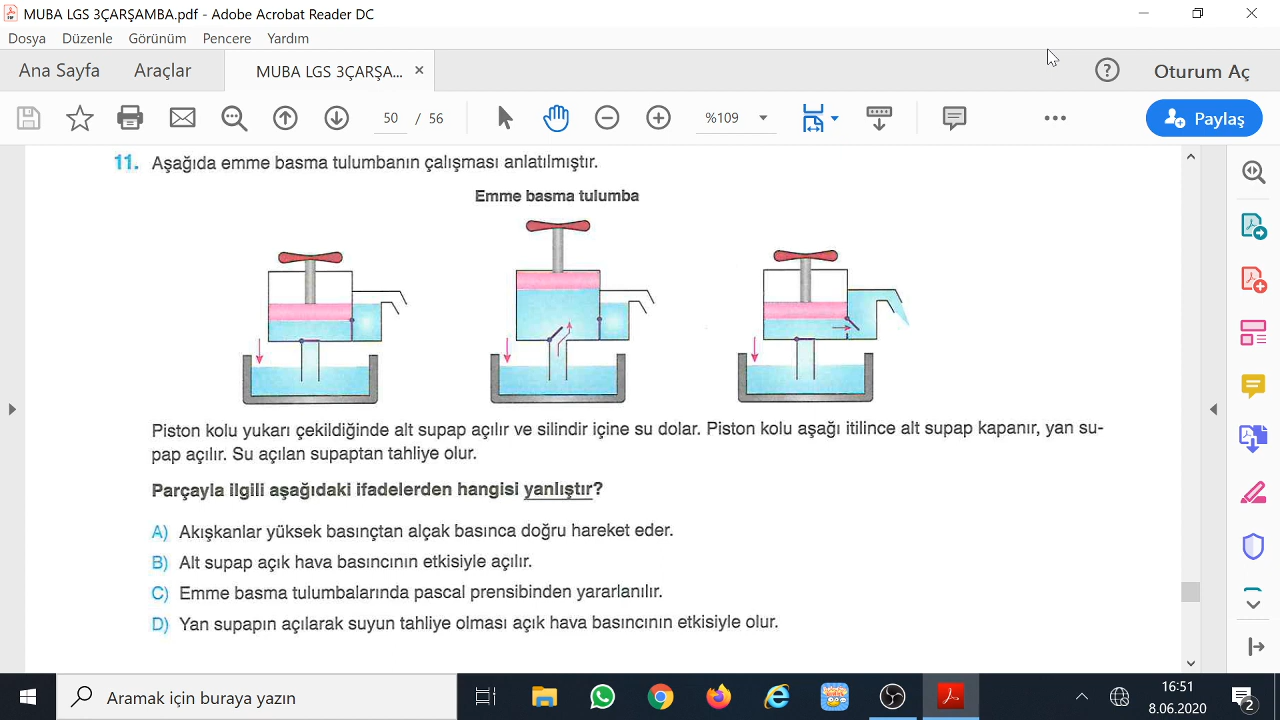 MUBA LGS 3ÇARŞAMBA.pdf - Adobe Acrobat Reader DC
Dosya Düzenle Görünüm Pencere Yardım
Ana Sayfa Araçlar MUBA LGS 3ÇARŞA... × ? Oturum Aç
50 / 56 %109 Paylaş
11. Aşağıda emme basma tulumbanın çalışması anlatılmıştır.
Emme basma tulumba
Piston kolu yukarı çekildiğinde alt supap açılır ve silindir içine su dolar. Piston kolu aşağı itilince alt supap kapanır, yan su-
pap açılır. Su açılan supaptan tahliye olur.
Parçayla ilgili aşağıdaki ifadelerden hangisi yanlıştır?
A) Akışkanlar yüksek basınçtan alçak basınca doğru hareket eder.
B) Alt supap açık hava basıncının etkisiyle açılır.
C) Emme basma tulumbalarında pascal prensibinden yararlanılır.
D) Yan supapın açılarak suyun tahliye olması açık hava basıncının etkisiyle olur.
Aramak için buraya yazın
16:51
8.06.2020
2